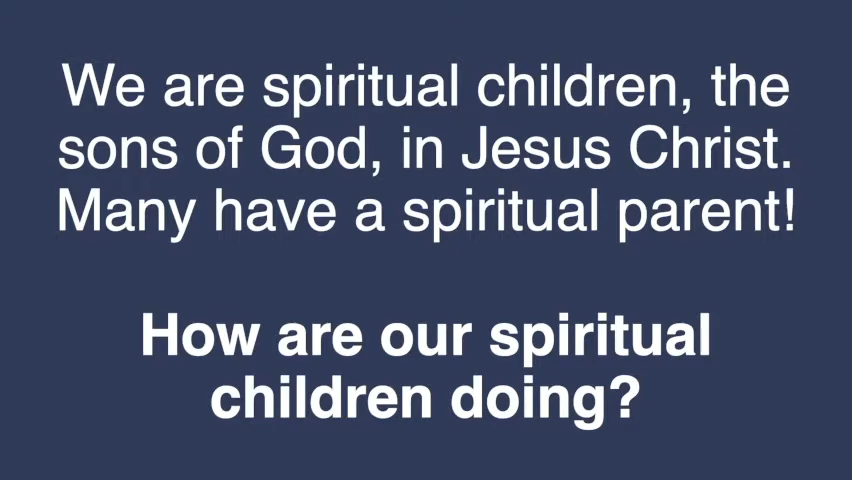 We are spiritual children, the
sons of God, in Jesus Christ.
Many have a spiritual parent!
How are our spiritual
children doing?